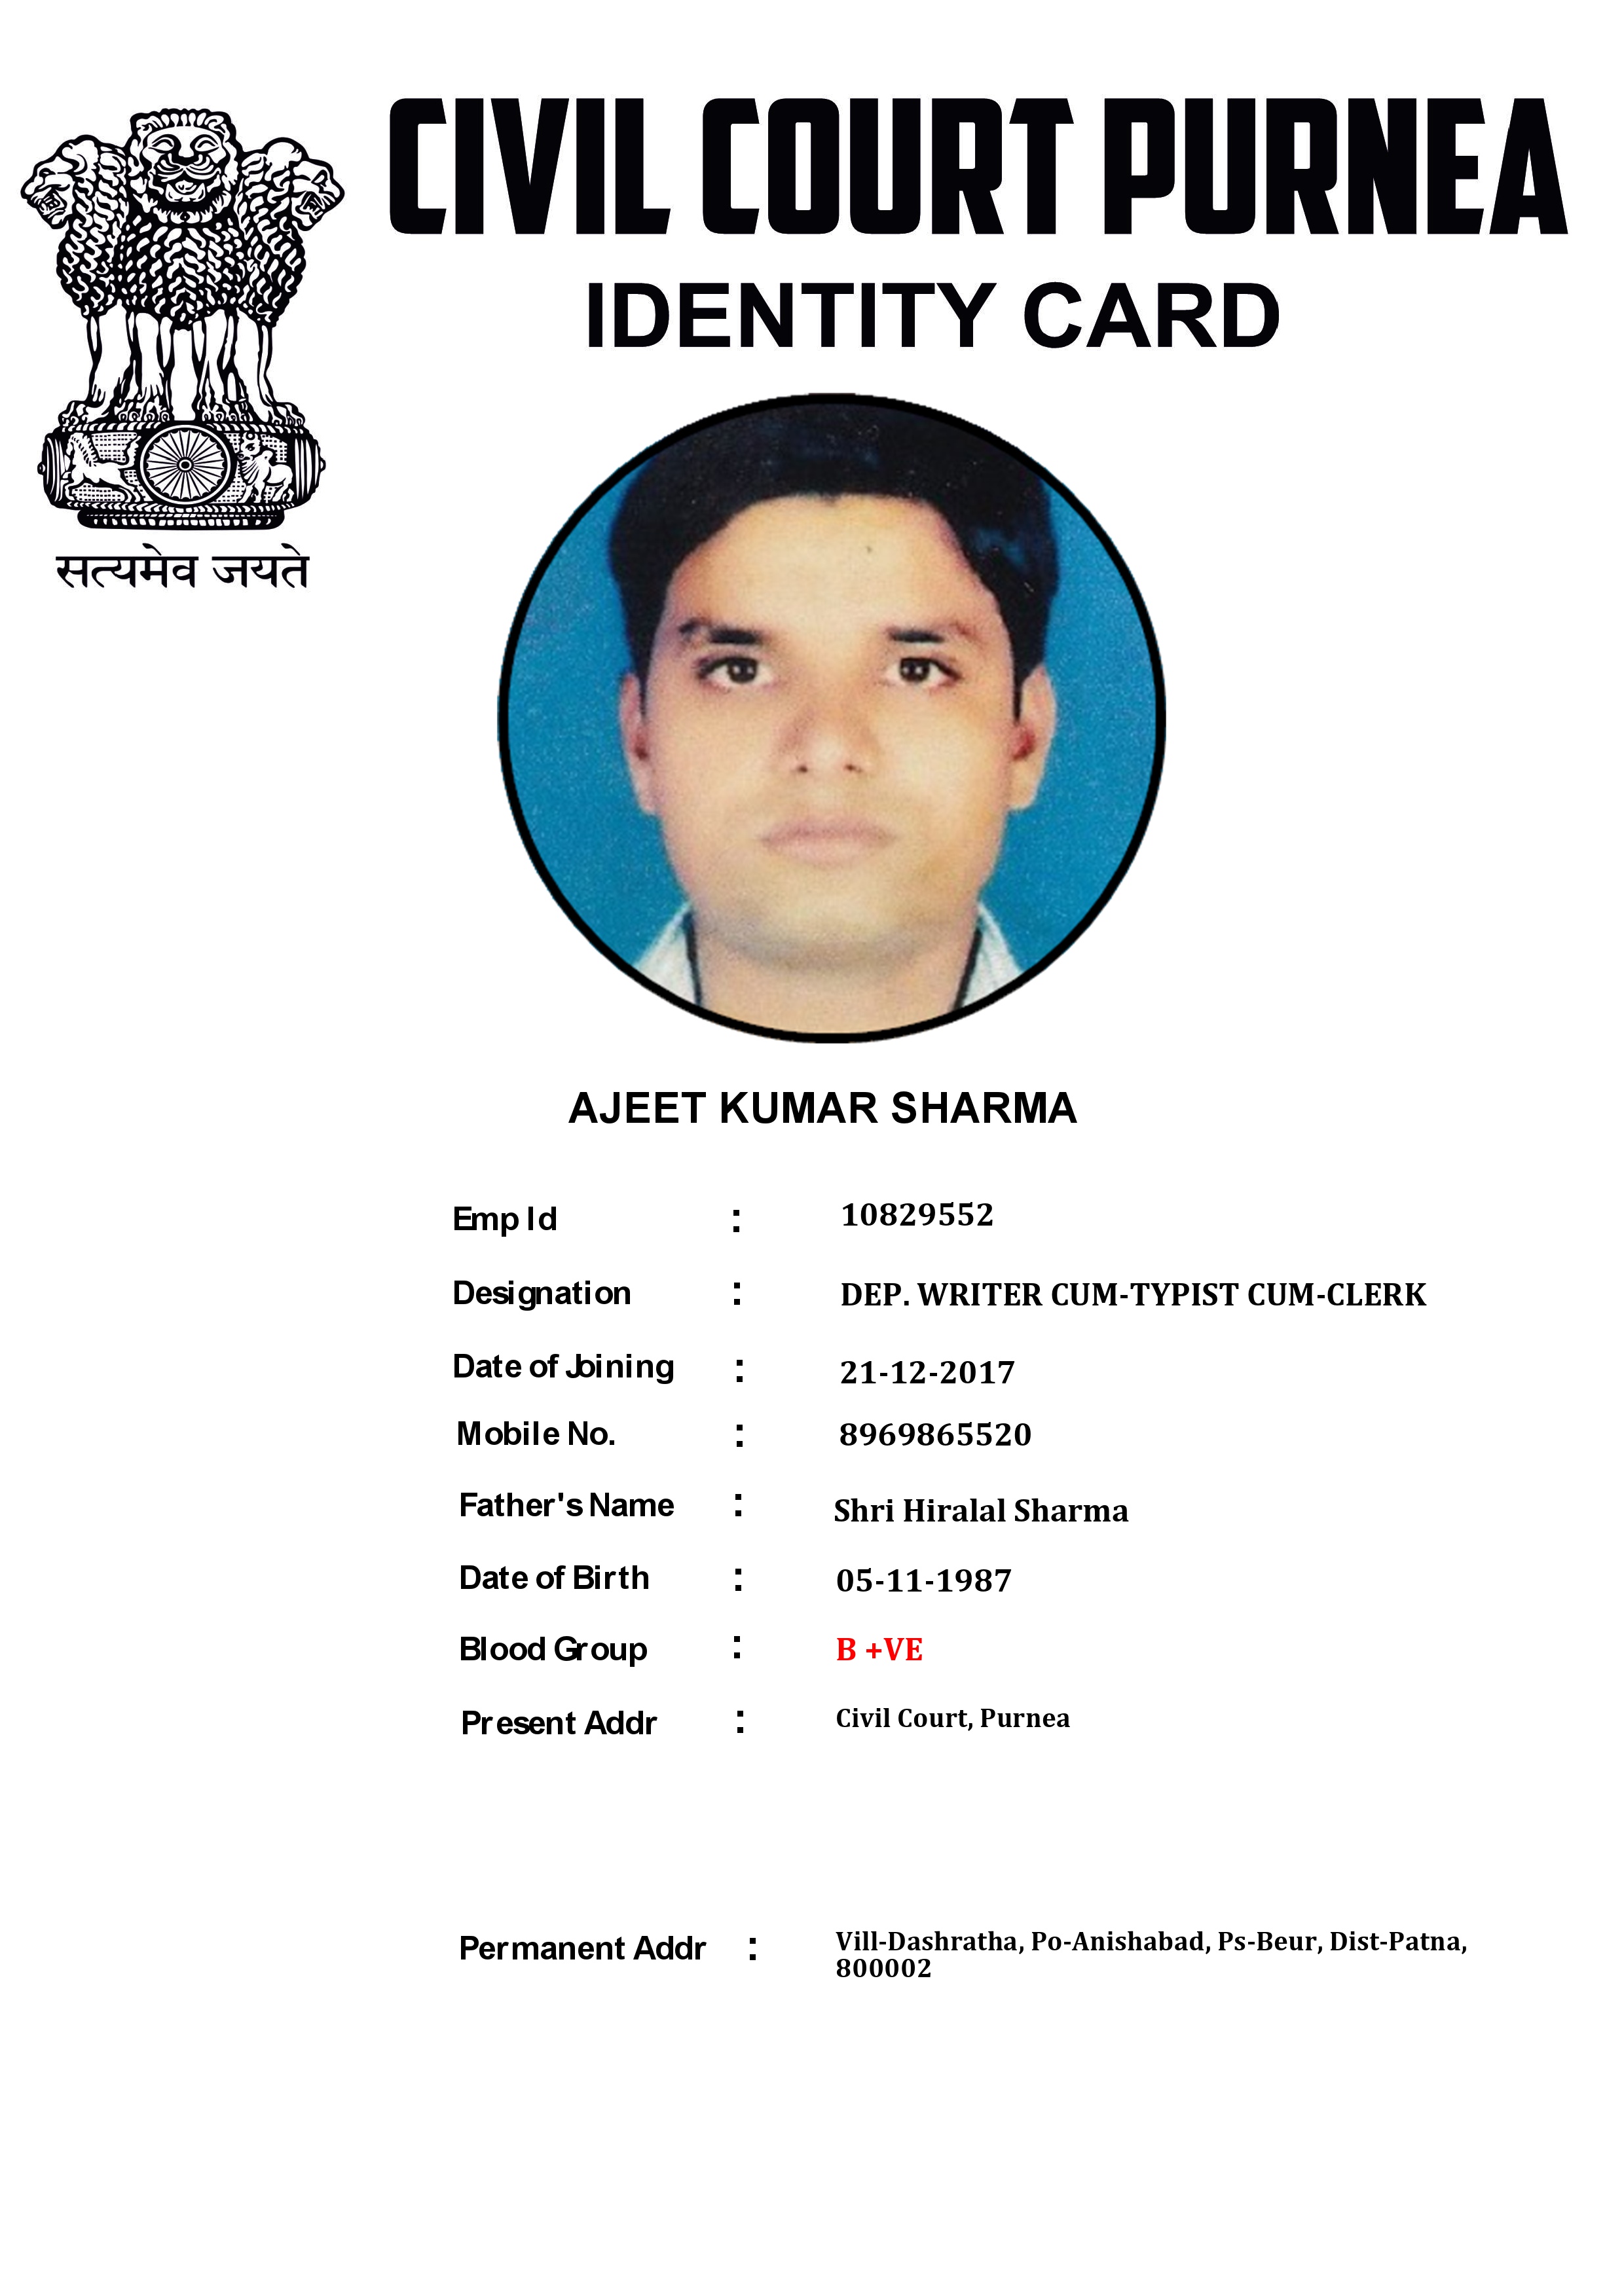 CIVIL COURT PURNEA
IDENTITY CARD
सत्यमेव जयते
AJEET KUMAR SHARMA
Emp Id : 10829552
Designation : DEP. WRITER CUM-TYPIST CUM-CLERK
Date of Joining : 21-12-2017
Mobile No. : 8969865520
Father's Name : Shri Hiralal Sharma
Date of Birth : 05-11-1987
Blood Group : B +VE
Present Addr : Civil Court, Purnea
Permanent Addr : Vill-Dashratha, Po-Anishabad, Ps-Beur, Dist-Patna,
800002